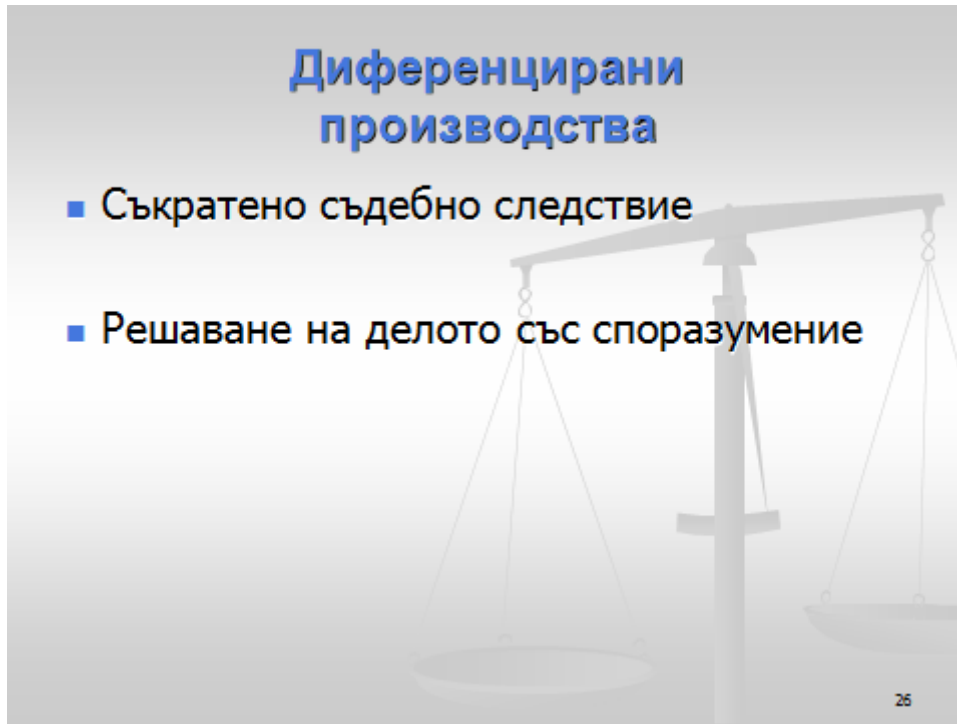 Диференцирани
производства
Съкратено съдебно следствие
Решаване на делото със споразумение
26